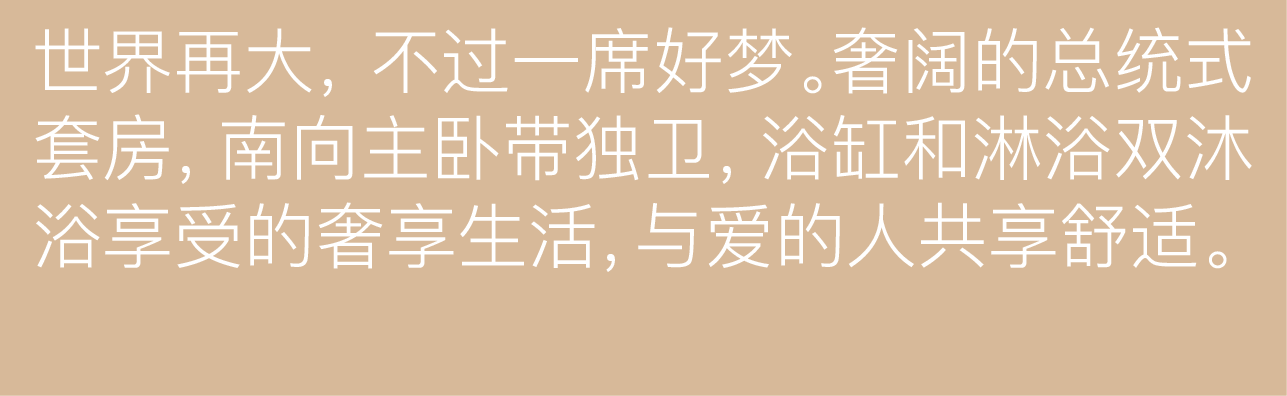 世界再大，不过一席好梦。奢阔的总统式
套房，南向主卧带独卫，浴缸和淋浴双沐
浴享受的奢享生活，与爱的人共享舒适。